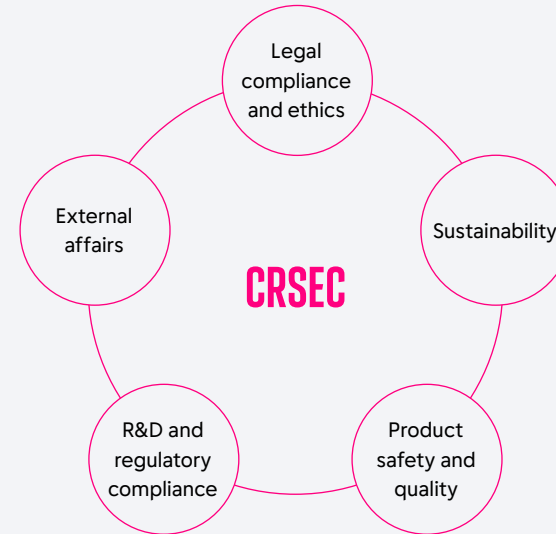 Legal
compliance
and ethics
External
affairs
Sustainability
CRSEC
R&D and
regulatory
compliance
Product
safety and
quality